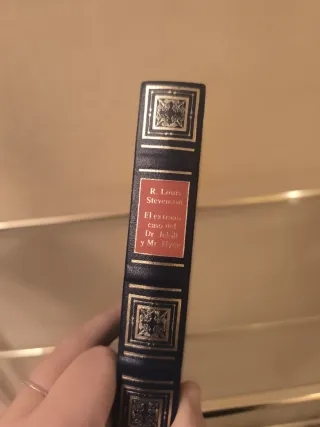 R. Louis
Stevenson
El extraño
caso del
Dr. Jekyll
y Mr. Hyde